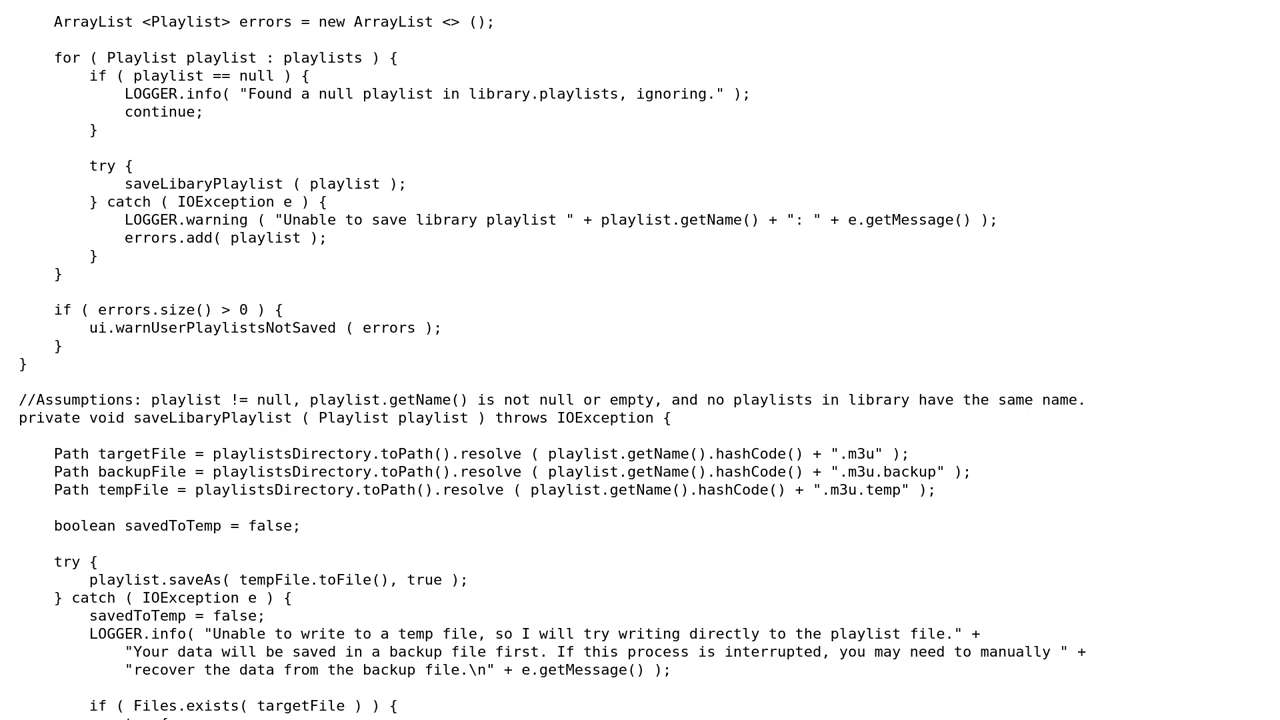 ArrayList <Playlist> errors = new ArrayList <> ();
for ( Playlist playlist : playlists ) {
if ( playlist == null ) {
LOGGER.info( "Found a null playlist in library.playlists, ignoring." );
continue;
}
try {
saveLibaryPlaylist ( playlist );
} catch ( IOException e ) {
LOGGER.warning ( "Unable to save library playlist " + playlist.getName() + ": " + e.getMessage() );
errors.add( playlist );
}
}
if ( errors.size() > 0 ) {
ui.warnUserPlaylistsNotSaved ( errors );
}
}
//Assumptions: playlist != null, playlist.getName() is not null or empty, and no playlists in library have the same name.
private void saveLibaryPlaylist ( Playlist playlist ) throws IOException {
Path targetFile = playlistsDirectory.toPath().resolve ( playlist.getName().hashCode() + ".m3u" );
Path backupFile = playlistsDirectory.toPath().resolve ( playlist.getName().hashCode() + ".m3u.backup" );
Path tempFile = playlistsDirectory.toPath().resolve ( playlist.getName().hashCode() + ".m3u.temp" );
boolean savedToTemp = false;
try {
playlist.saveAs( tempFile.toFile(), true );
} catch ( IOException e ) {
savedToTemp = false;
LOGGER.info( "Unable to write to a temp file, so I will try writing directly to the playlist file." +
"Your data will be saved in a backup file first. If this process is interrupted, you may need to manually " +
"recover the data from the backup file.\n" + e.getMessage() );
if ( Files.exists( targetFile ) ) {